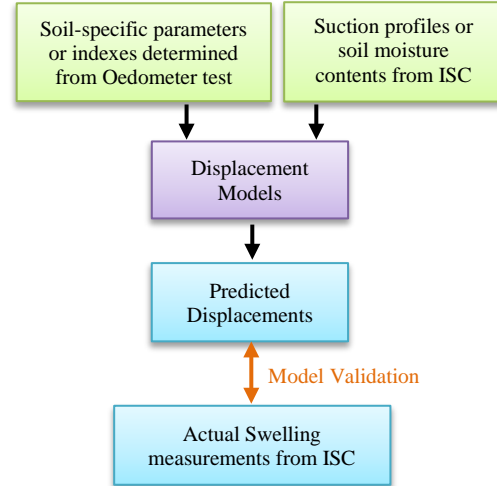 Soil-specific parameters
or indexes determined
from Oedometer test
Suction profiles or
soil moisture
contents from ISC
Displacement
Models
Predicted
Displacements
Model Validation
Actual Swelling
measurements from ISC